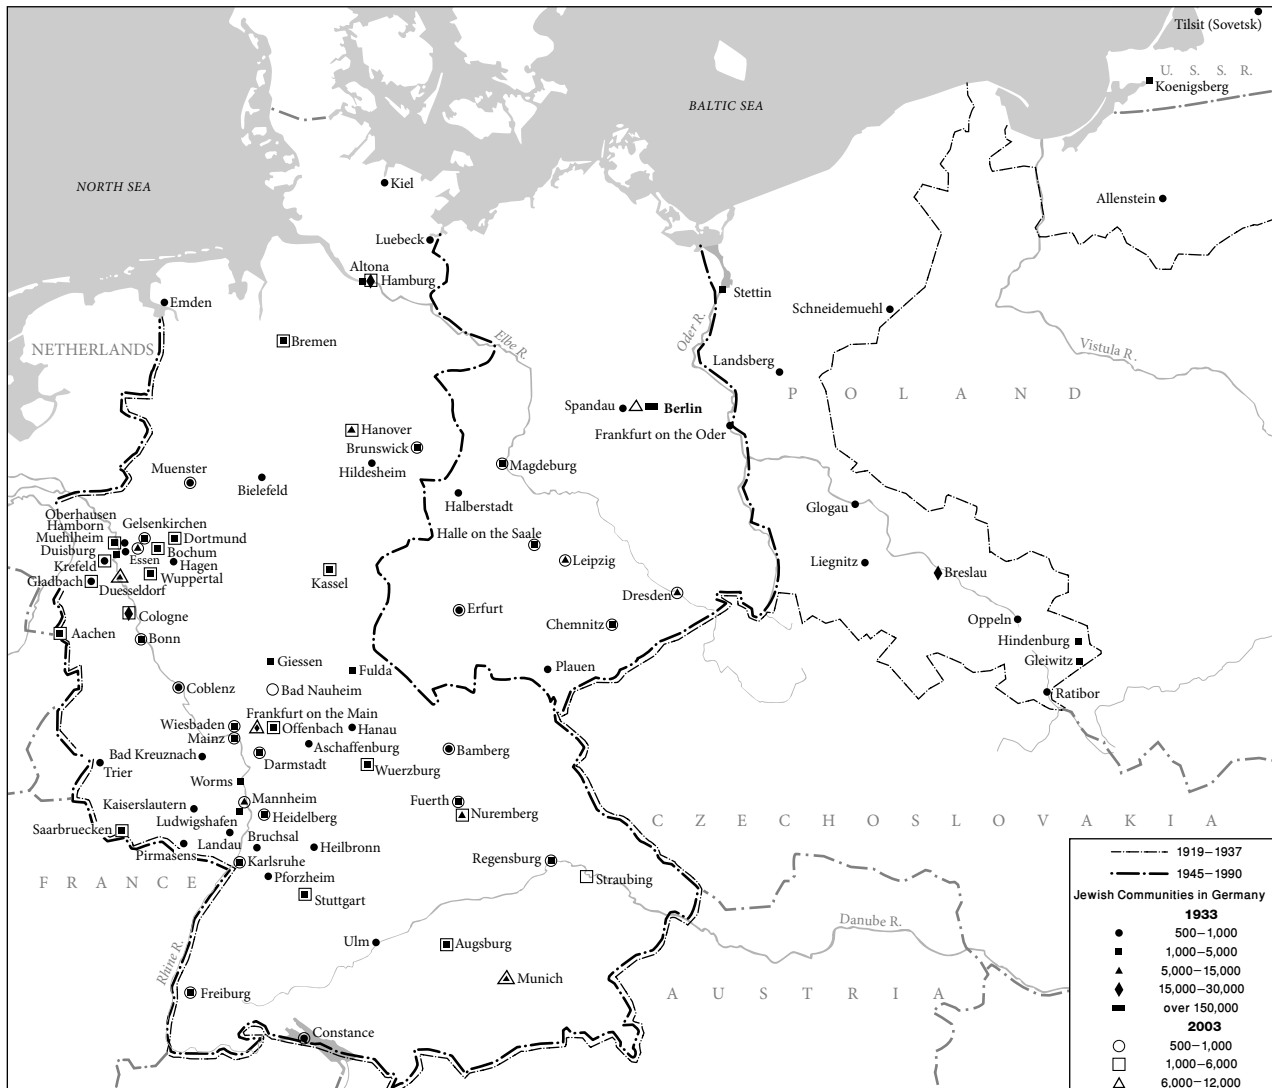 Tilsit (Sovetsk)
U. S. S. R.
Koenigsberg
BALTIC SEA
NORTH SEA
Kiel
Allenstein
Luebeck
Altona
Hamburg
Stettin
Emden
Schneidemuehl
Oder R.
Elbe R.
Bremen
NETHERLANDS
Vistula R.
Landsberg
P O L A N D
Spandau
Berlin
Frankfurt on the Oder
Hanover
Brunswick
Hildesheim
Magdeburg
Muenster
Bielefeld
Halberstadt
Glogau
Oberhausen
Hamborn
Gelsenkirchen
Muehlheim
Dortmund
Halle on the Saale
Duisburg
Bochum
Essen
Krefeld
Hagen
Leipzig
Liegnitz
Breslau
Gladbach
Wuppertal
Kassel
Duesseldorf
Dresden
Cologne
Erfurt
Oppeln
Chemnitz
Aachen
Bonn
Hindenburg
Gleiwitz
Giessen
Fulda
Plauen
Coblenz
Bad Nauheim
Ratibor
Frankfurt on the Main
Wiesbaden
Offenbach
Hanau
Mainz
Aschaffenburg
Bamberg
Bad Kreuznach
Darmstadt
Trier
Wuerzburg
Worms
Mannheim
Fuerth
Kaiserslautern
Heidelberg
Nuremberg
Ludwigshafen
C Z E C H O S L O V A K I A
Saarbruecken
Landau
Bruchsal
Heilbronn
Pirmasens
Karlsruhe
Regensburg
F R A N C E
Pforzheim
Straubing
Stuttgart
Danube R.
Ulm
Augsburg
Rhine R.
Munich
Freiburg
A U S T R I A
Constance
1919–1937
1945–1990
Jewish Communities in Germany
1933
500–1,000
1,000–5,000
5,000–15,000
15,000–30,000
over 150,000
2003
500–1,000
1,000–6,000
6,000–12,000